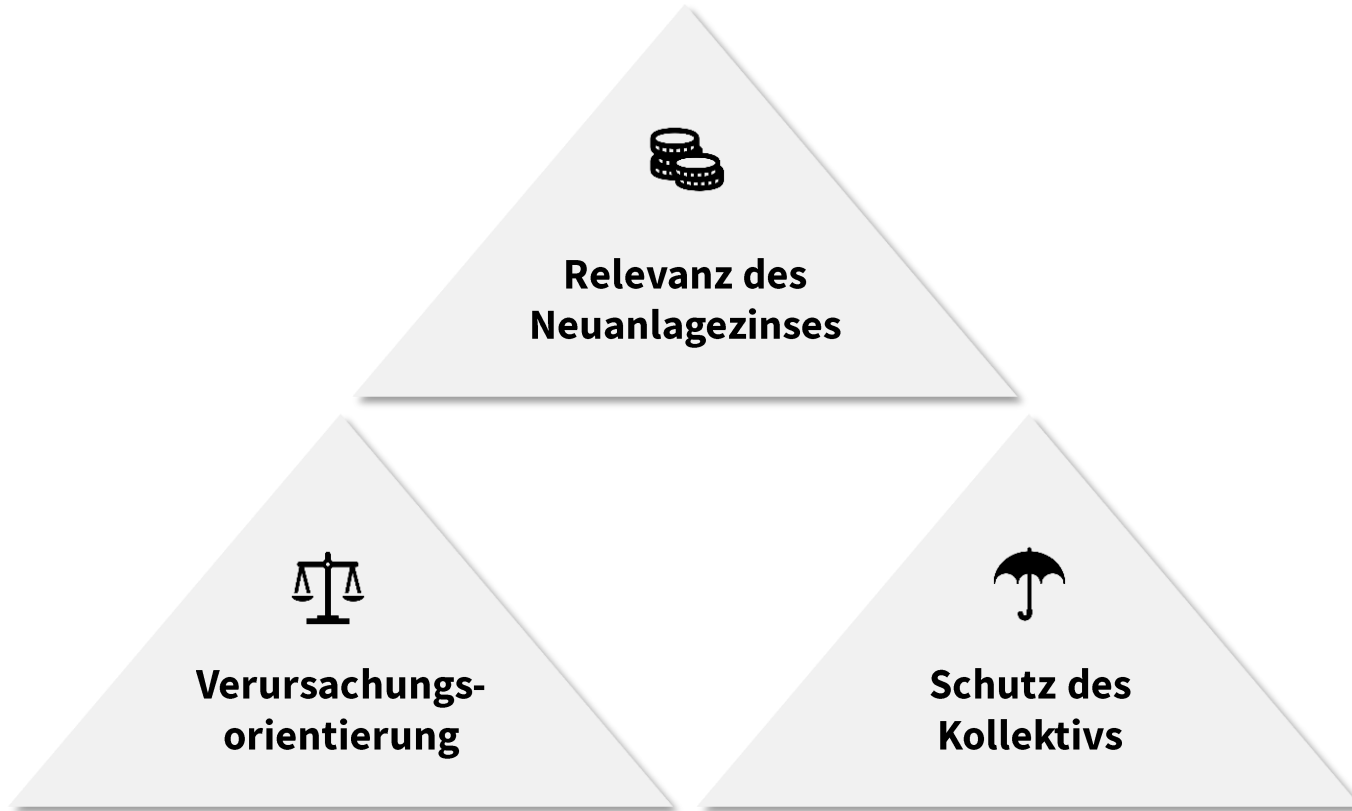 Relevanz des
Neuanlagezinses
Verursachungs-
orientierung
Schutz des
Kollektivs